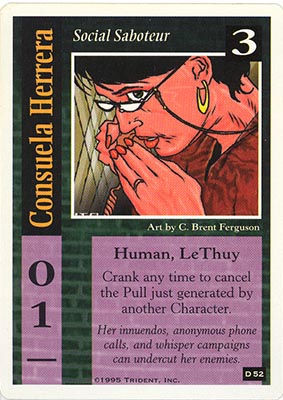 Social Saboteur
3
Consuela Herrera
Art by C. Brent Ferguson
0
1
—
Human, LeThuy
Crank any time to cancel
the Pull just generated by
another Character.
Her innuendos, anonymous phone
calls, and whisper campaigns
can undercut her enemies.
©1995 TRIDENT, INC.
D 52